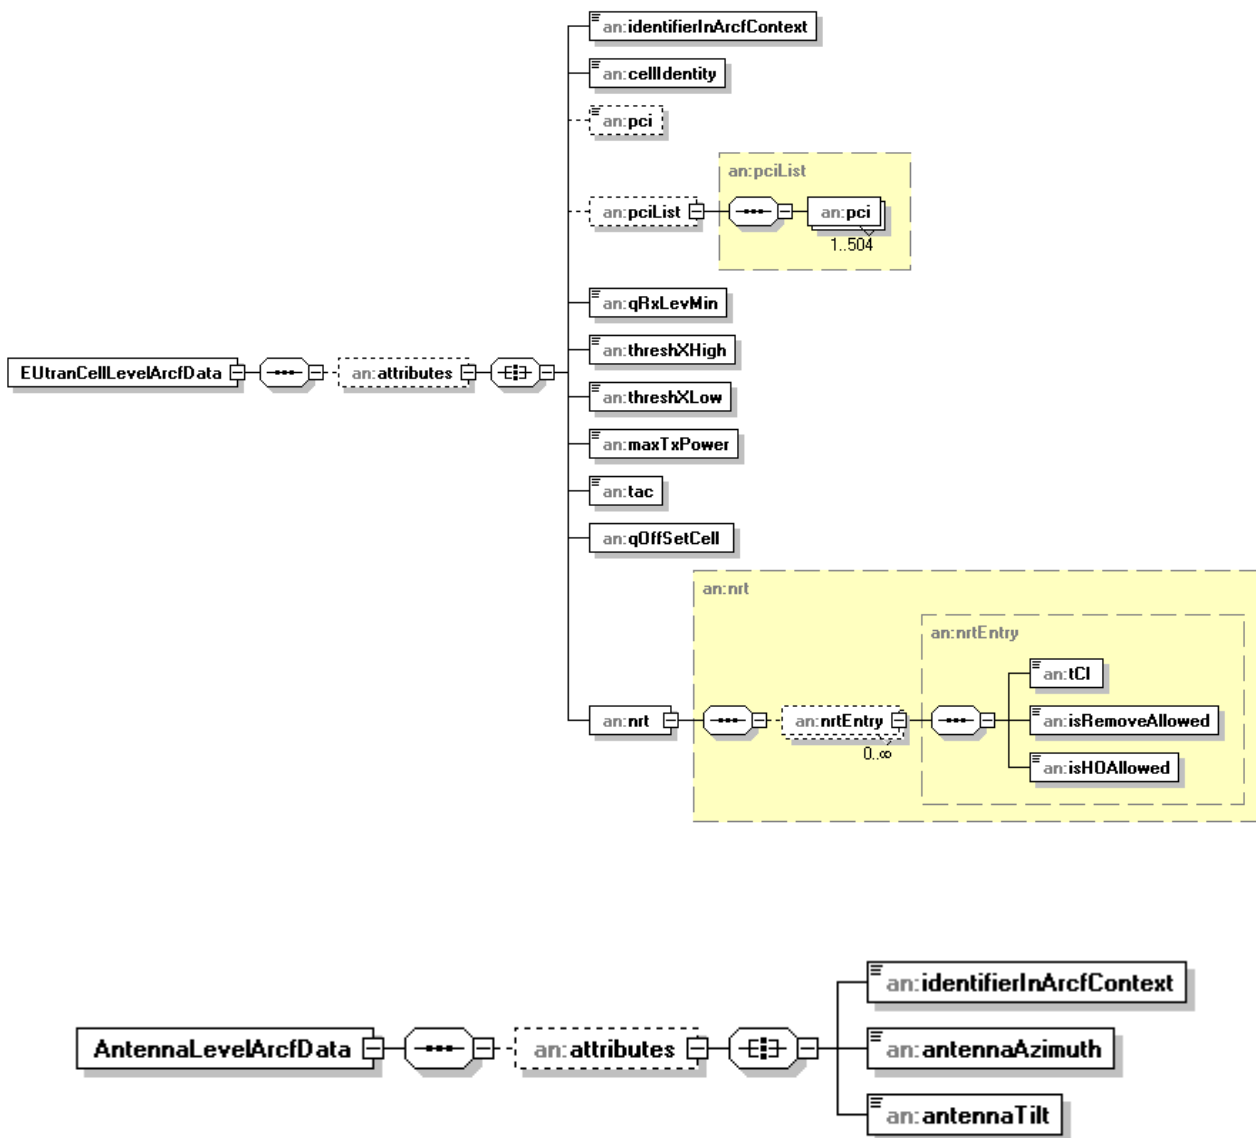 an:identifierInArcfContext
an:cellIdentity
an:pci
an:pciList
an:pciList
an:pci
1..504
an:qRxLevMin
an:threshXHigh
EUtranCellLevelArcfData
an:attributes
an:threshXLow
an:maxTxPower
an:tac
an:qOffSetCell
an:nrt
an:nrtEntry
an:tCI
an:nrt
an:nrtEntry
an:isRemoveAllowed
0..∞
an:isHOAllowed
an:identifierInArcfContext
AntennaLevelArcfData
an:attributes
an:antennaAzimuth
an:antennaTilt